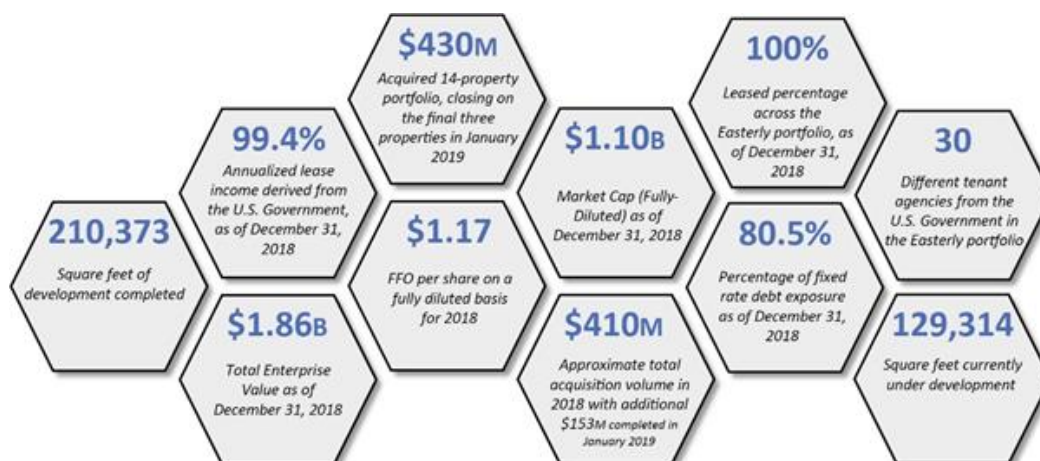 210,373
Square feet of
development completed
99.4%
Annualized lease
income derived from
the U.S. Government,
as of December 31,
2018
$1.86B
Total Enterprise
Value as of
December 31, 2018
$430M
Acquired 14-property
portfolio, closing on
the final three
properties in January
2019
$1.17
FFO per share on a
fully diluted basis
for 2018
$1.10B
Market Cap (Fully-
Diluted) as of
December 31, 2018
$410M
Approximate total
acquisition volume in
2018 with additional
$153M completed in
January 2019
100%
Leased percentage
across the
Easterly portfolio, as
of December 31,
2018
80.5%
Percentage of fixed
rate debt exposure
as of December 31,
2018
30
Different tenant
agencies from the
U.S. Government in
the Easterly portfolio
129,314
Square feet currently
under development